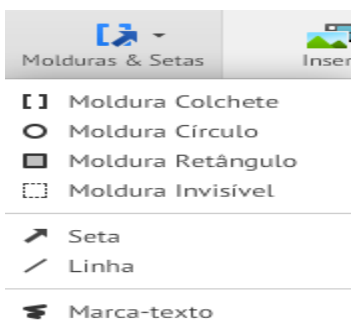 Molduras & Setas
Inser
Moldura Colchete
Moldura Círculo
Moldura Retângulo
Moldura Invisível
Seta
Linha
Marca-texto